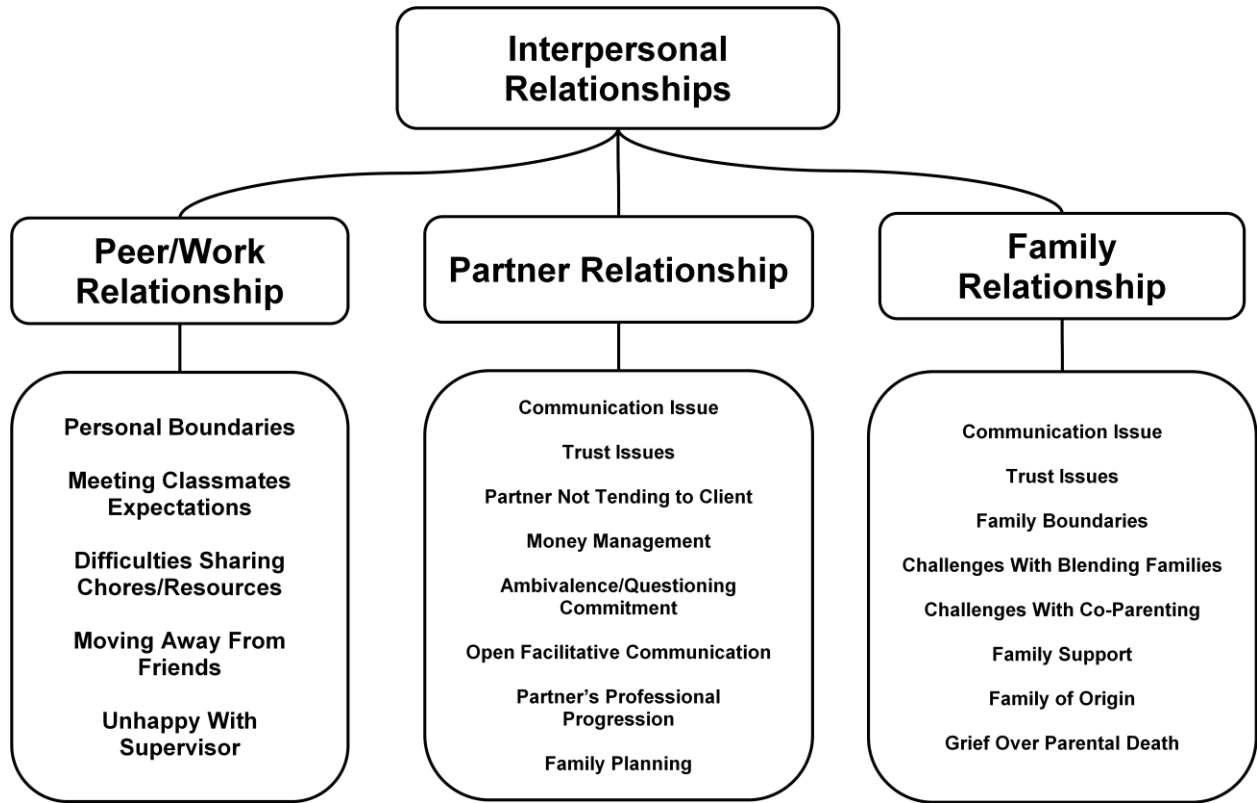 Interpersonal
Relationships
Peer/Work
Relationship
Partner Relationship
Family
Relationship
Personal Boundaries
Meeting Classmates
Expectations
Difficulties Sharing
Chores/Resources
Moving Away From
Friends
Unhappy With
Supervisor
Communication Issue
Trust Issues
Partner Not Tending to Client
Money Management
Ambivalence/Questioning
Commitment
Open Facilitative Communication
Partner’s Professional
Progression
Family Planning
Communication Issue
Trust Issues
Family Boundaries
Challenges With Blending Families
Challenges With Co-Parenting
Family Support
Family of Origin
Grief Over Parental Death